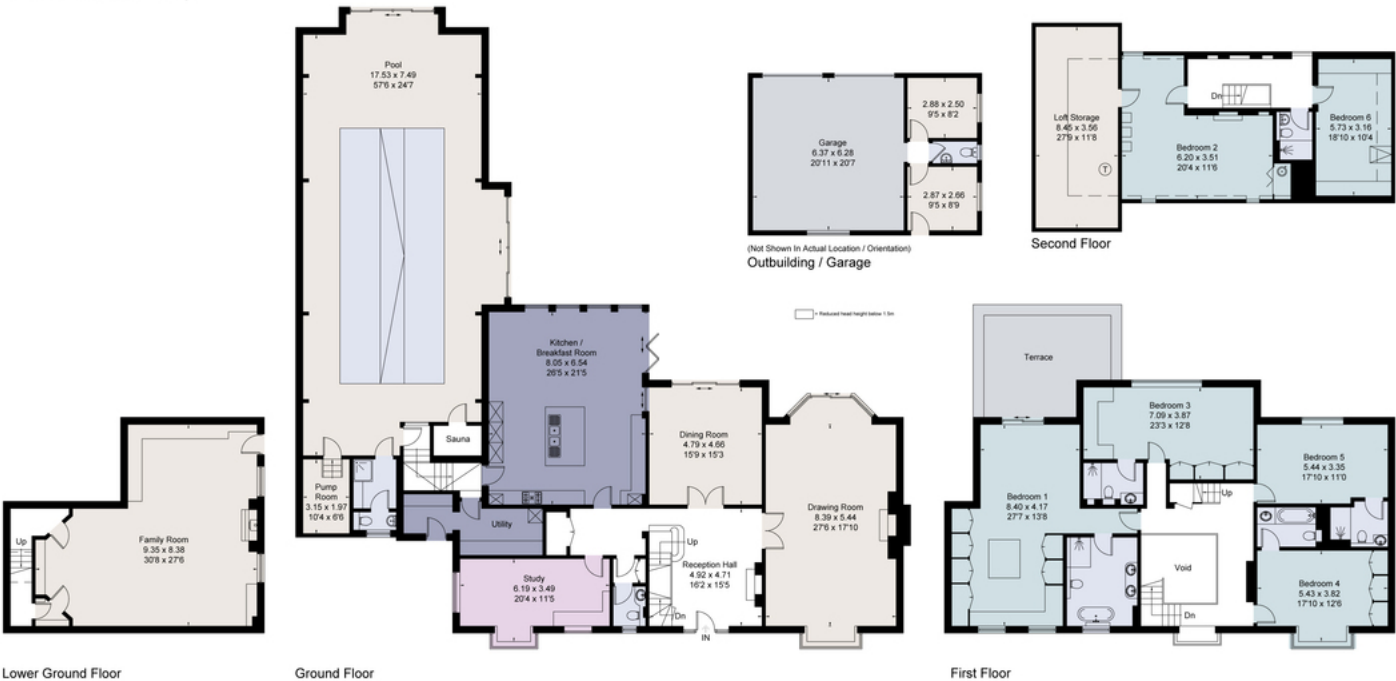 Pool
17.53 x 7.49
57'6 x 24'7
Sauna
Pump
Room
3.15 x 1.97
10'4 x 6'6
Kitchen /
Breakfast Room
8.05 x 6.54
26'5 x 21'5
Dining Room
4.79 x 4.66
15'9 x 15'3
Drawing Room
8.39 x 5.44
27'6 x 17'10
Utility
Study
6.19 x 3.49
20'4 x 11'5
Up
Reception Hall
4.92 x 4.71
16'2 x 15'5
Dn
IN
Ground Floor
Up
Family Room
9.35 x 8.38
30'8 x 27'6
Lower Ground Floor
Garage
6.37 x 6.28
20'11 x 20'7
2.88 x 2.50
9'5 x 8'2
2.87 x 2.66
9'5 x 8'9
(Not Shown In Actual Location / Orientation)
Outbuilding / Garage
= Reduced head height below 1.5m
Loft Storage
8.45 x 3.56
27'9 x 11'8
T
Dn
Bedroom 2
6.20 x 3.51
20'4 x 11'6
Bedroom 6
5.73 x 3.16
18'10 x 10'4
Second Floor
Terrace
Bedroom 3
7.09 x 3.87
23'3 x 12'8
Bedroom 5
5.44 x 3.35
17'10 x 11'0
Bedroom 1
8.40 x 4.17
27'7 x 13'8
Up
Void
Dn
Bedroom 4
5.43 x 3.82
17'10 x 12'6
First Floor